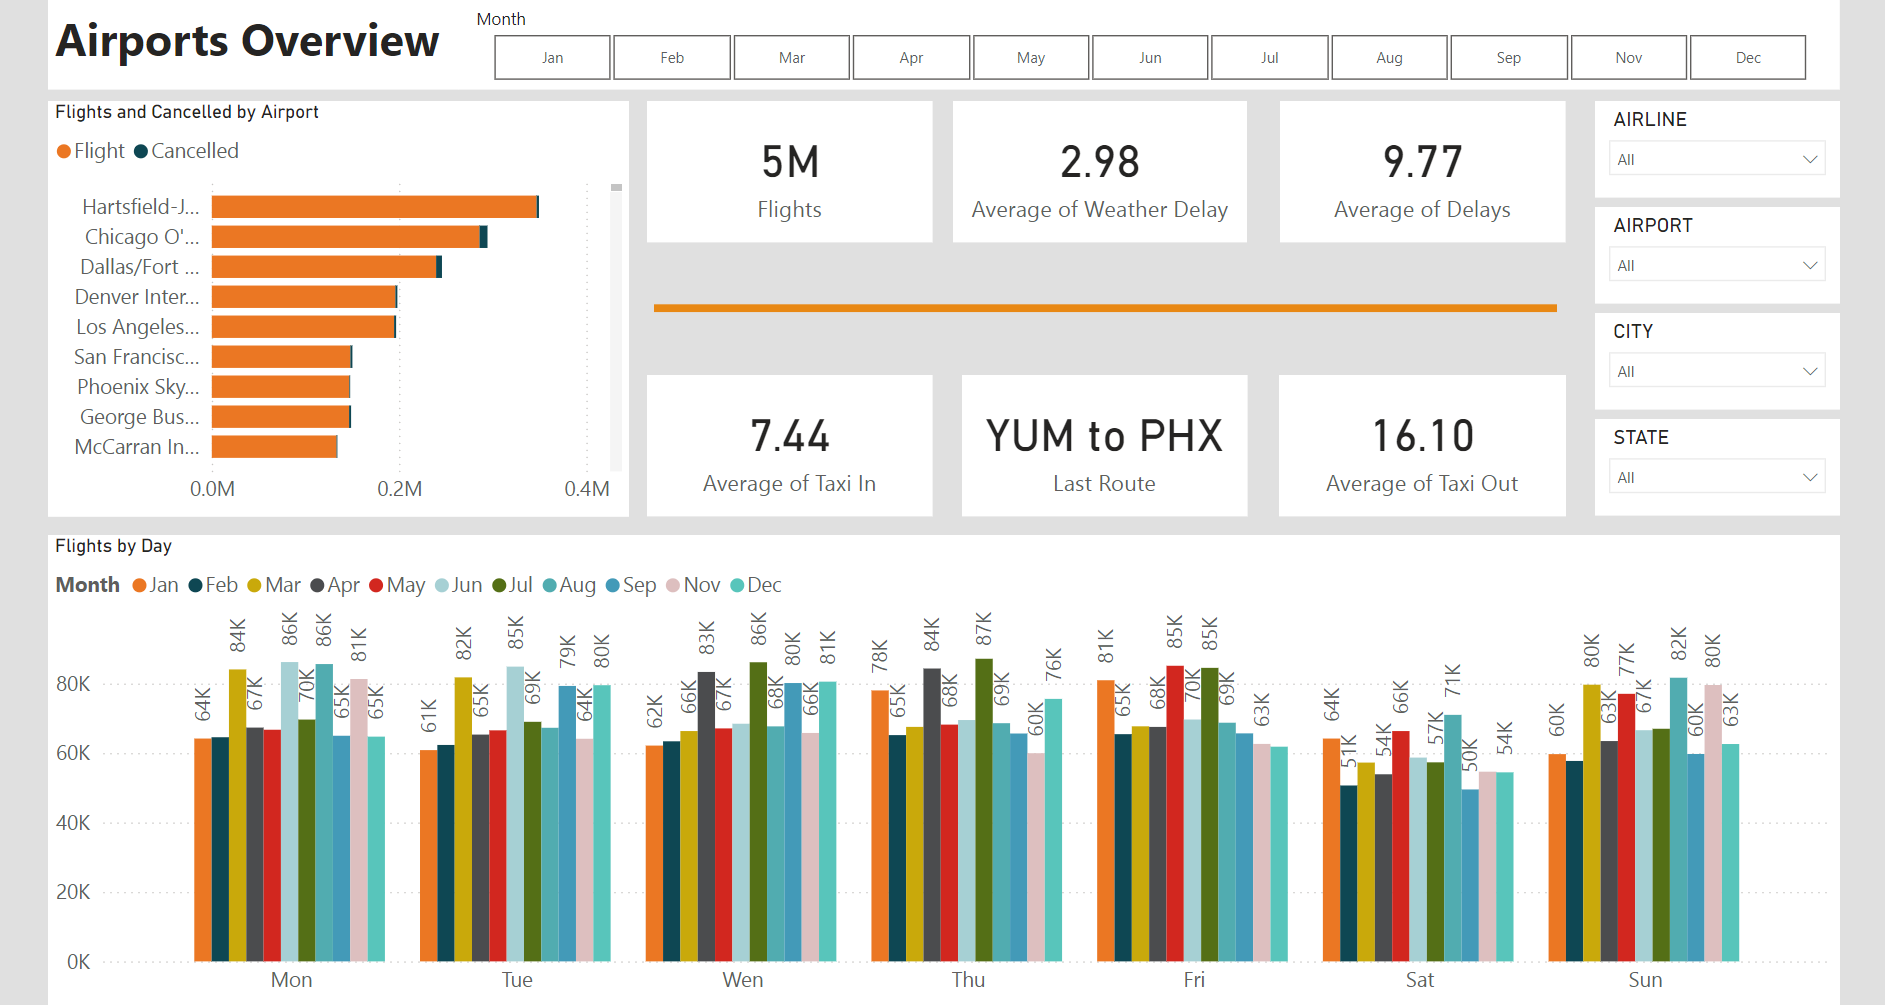 Airports Overview
Month
Jan Feb Mar Apr May Jun Jul Aug Sep Nov Dec
Flights and Cancelled by Airport
Flight Cancelled
Hartsfield-J...
Chicago O'...
Dallas/Fort ...
Denver Inter...
Los Angeles...
San Francisc...
Phoenix Sky...
George Bus...
McCarran In...
0.0M 0.2M 0.4M
5M
Flights
2.98
Average of Weather Delay
9.77
Average of Delays
7.44
Average of Taxi In
YUM to PHX
Last Route
16.10
Average of Taxi Out
AIRLINE
All
AIRPORT
All
CITY
All
STATE
All
Flights by Day
Month Jan Feb Mar Apr May Jun Jul Aug Sep Nov Dec
80K
60K
40K
20K
0K
64K 84K 67K 86K 70K 86K 65K 81K 65K
61K 82K 65K 85K 69K 79K 64K 80K
62K 66K 83K 67K 86K 68K 80K 66K 81K
78K 65K 84K 68K 87K 69K 60K 76K
81K 65K 68K 85K 70K 85K 69K 63K
64K 51K 54K 66K 57K 71K 50K 54K
60K 80K 63K 77K 67K 82K 60K 80K 63K
Mon Tue Wen Thu Fri Sat Sun